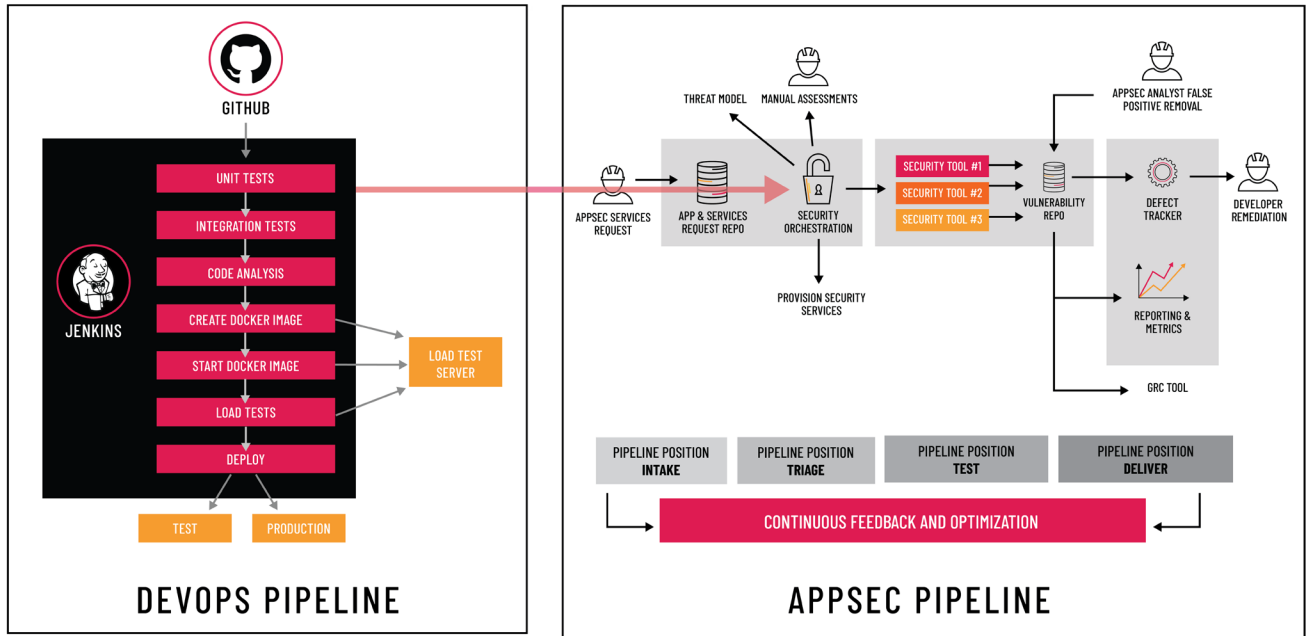 GITHUB
JENKINS
UNIT TESTS
INTEGRATION TESTS
CODE ANALYSIS
CREATE DOCKER IMAGE
START DOCKER IMAGE
LOAD TESTS
DEPLOY
LOAD TEST
SERVER
TEST
PRODUCTION
DEVOPS PIPELINE
THREAT MODEL
MANUAL ASSESSMENTS
APPSEC ANALYST FALSE
POSITIVE REMOVAL
APPSEC SERVICES
REQUEST
APP & SERVICES
REQUEST REPO
SECURITY
ORCHESTRATION
SECURITY TOOL #1
SECURITY TOOL #2
SECURITY TOOL #3
VULNERABILITY
REPO
DEFECT
TRACKER
DEVELOPER
REMEDIATION
PROVISION SECURITY
SERVICES
REPORTING &
METRICS
GRC TOOL
PIPELINE POSITION
INTAKE
PIPELINE POSITION
TRIAGE
PIPELINE POSITION
TEST
PIPELINE POSITION
DELIVER
CONTINUOUS FEEDBACK AND OPTIMIZATION
APPSEC PIPELINE